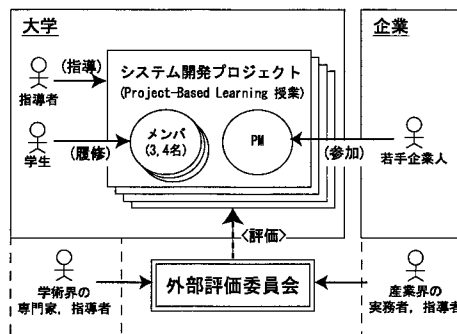 大学
企業
(指導)
指導者
システム開発プロジェクト
(Project-Based Learning 授業)
メンバ
(3,4名)
PM
学生
(履修)
(参加)
若手企業人
〈評価〉
外部評価委員会
学術界の
専門家,指導者
産業界の
実務者,指導者